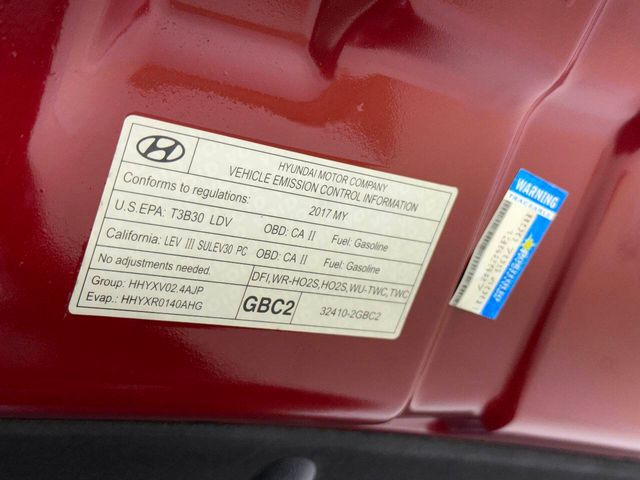 HYUNDAI MOTOR COMPANY
VEHICLE EMISSION CONTROL INFORMATION
Conforms to regulations: 2017 MY
U.S.EPA: T3B30 LDV OBD: CA II Fuel: Gasoline
California: LEV III SULEV30 PC OBD: CA II Fuel: Gasoline
No adjustments needed. DFI,WR-HO2S,HO2S,WU-TWC,TWC
Group: HHYXV02.4AJP
Evap.: HHYXR0140AHG
GBC2 32410-2GBC2
WARNING
TRACEABLE